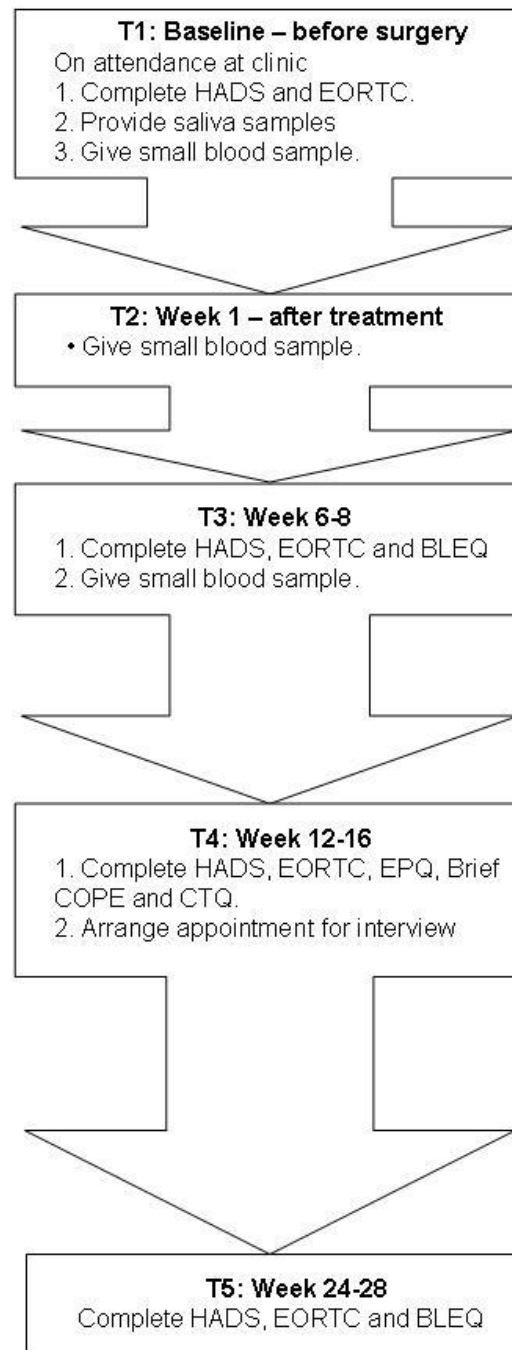 T1: Baseline – before surgery
On attendance at clinic
1. Complete HADS and EORTC.
2. Provide saliva samples
3. Give small blood sample.
T2: Week 1 – after treatment
• Give small blood sample.
T3: Week 6-8
1. Complete HADS, EORTC and BLEQ
2. Give small blood sample.
T4: Week 12-16
1. Complete HADS, EORTC, EPQ, Brief
COPE and CTQ.
2. Arrange appointment for interview
T5: Week 24-28
Complete HADS, EORTC and BLEQ